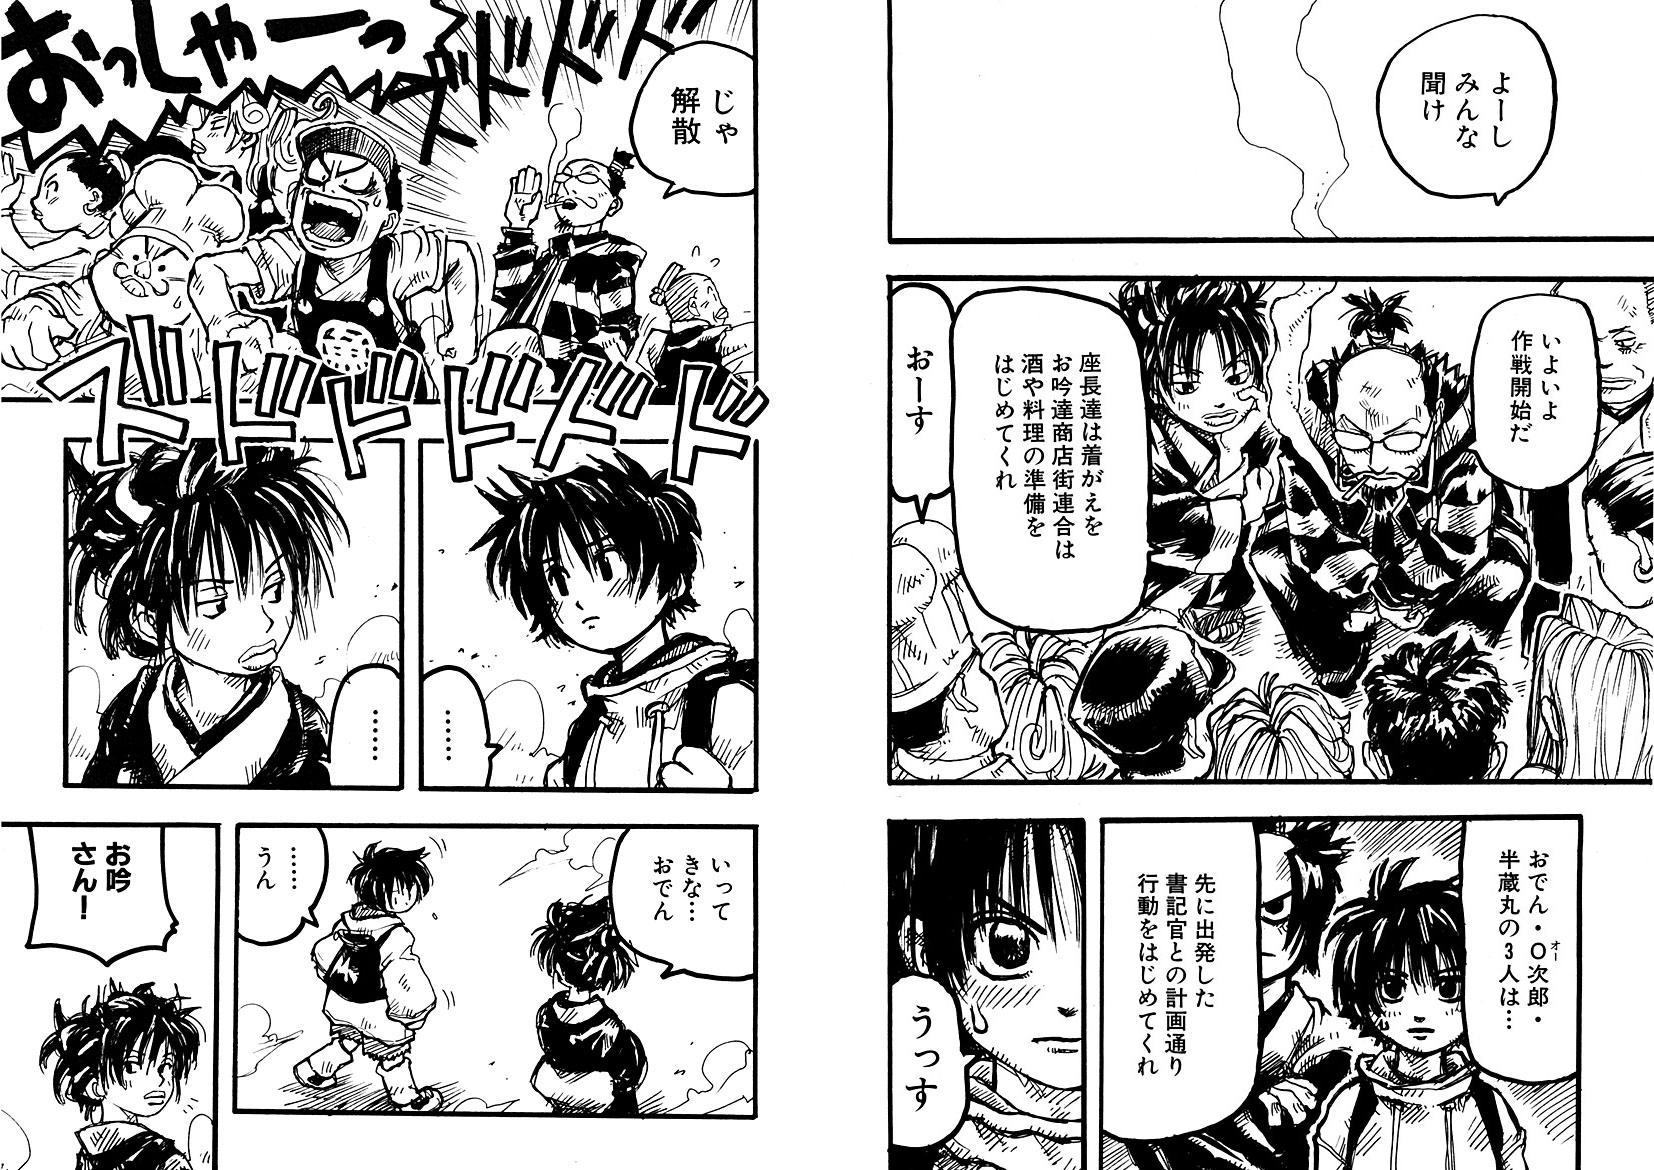 よーし
みんな
聞け
いよいよ
作戦開始だ
座長達は着がえを
お吟達商店街連合は
酒や料理の準備を
はじめてくれ
おーす
おでん・O次郎・
オー
半蔵丸の3人は…
先に出発した
書記官との計画通り
行動をはじめてくれ
うっす
じゃ
解散
おっしゃーっ
ズドドドド
ズドドドドド
……
……
いって
きな…
おでん
……
うん
お吟
さん!